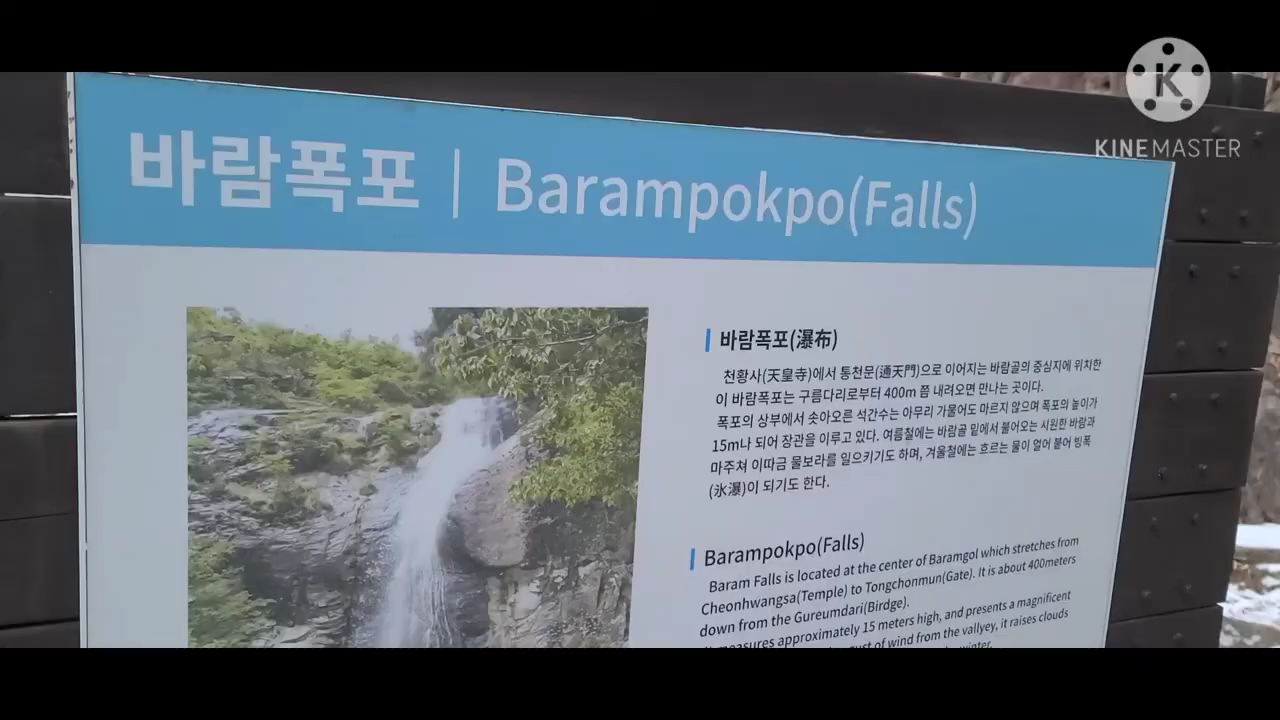 K
KINEMASTER
바람폭포 | Barampokpo(Falls)
바람폭포(瀑布)
천황사(天皇寺)에서 통천문(通天門)으로 이어지는 바람골의 중심지에 위치한
이 바람폭포는 구름다리로부터 400m 쯤 내려오면 만나는 곳이다.
폭포의 상부에서 솟아오른 석간수는 아무리 가물어도 마르지 않으며 폭포의 높이가
15m나 되어 장관을 이루고 있다. 여름철에는 바람골 밑에서 불어오는 시원한 바람과
마주쳐 이따금 물보라를 일으키기도 하며, 겨울철에는 흐르는 물이 얼어 붙어 빙폭
(氷瀑)이 되기도 한다.
Barampokpo(Falls)
Baram Falls is located at the center of Baramgol which stretches from
Cheonhwangsa(Temple) to Tongchonmun(Gate). It is about 400meters
down from the Gureumdari(Birdge).
measures approximately 15 meters high, and presents a magnificent
of wind from the vallyey, it raises clouds
winter.